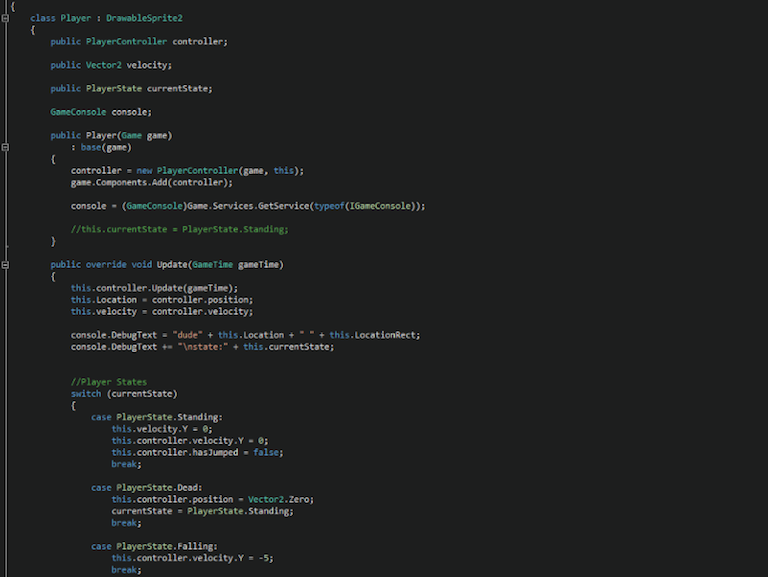 {
class Player : DrawableSprite2
{
public PlayerController controller;
public Vector2 velocity;
public PlayerState currentState;
GameConsole console;
public Player(Game game)
: base(game)
{
controller = new PlayerController(game, this);
game.Components.Add(controller);
console = (GameConsole)Game.Services.GetService(typeof(IGameConsole));
//this.currentState = PlayerState.Standing;
}
public override void Update(GameTime gameTime)
{
this.controller.Update(gameTime);
this.Location = controller.position;
this.velocity = controller.velocity;
console.DebugText = "dude" + this.Location + " " + this.LocationRect;
console.DebugText += "\nstate:" + this.currentState;
//Player States
switch (currentState)
{
case PlayerState.Standing:
this.velocity.Y = 0;
this.controller.velocity.Y = 0;
this.controller.hasJumped = false;
break;
case PlayerState.Dead:
this.controller.position = Vector2.Zero;
currentState = PlayerState.Standing;
break;
case PlayerState.Falling:
this.controller.velocity.Y = -5;
break;